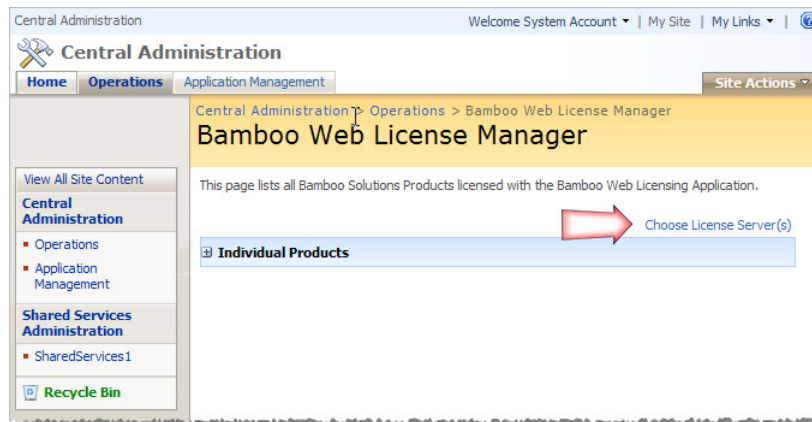 Central Administration
Welcome System Account | My Site | My Links |
Central Administration
Home Operations Application Management
Site Actions
Central Administration > Operations > Bamboo Web License Manager
Bamboo Web License Manager
View All Site Content
Central
Administration
Operations
Application
Management
Shared Services
Administration
SharedServices1
Recycle Bin
This page lists all Bamboo Solutions Products licensed with the Bamboo Web Licensing Application.
Choose License Server(s)
Individual Products